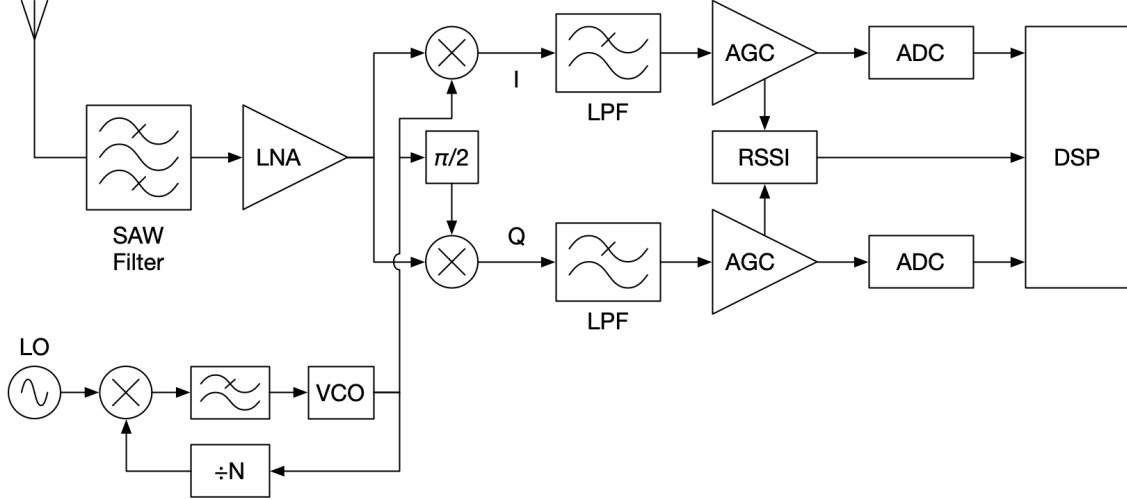 AGC
ADC
I
LPF
LNA
π/2
RSSI
DSP
SAW
Filter
Q
AGC
ADC
LPF
LO
VCO
÷N